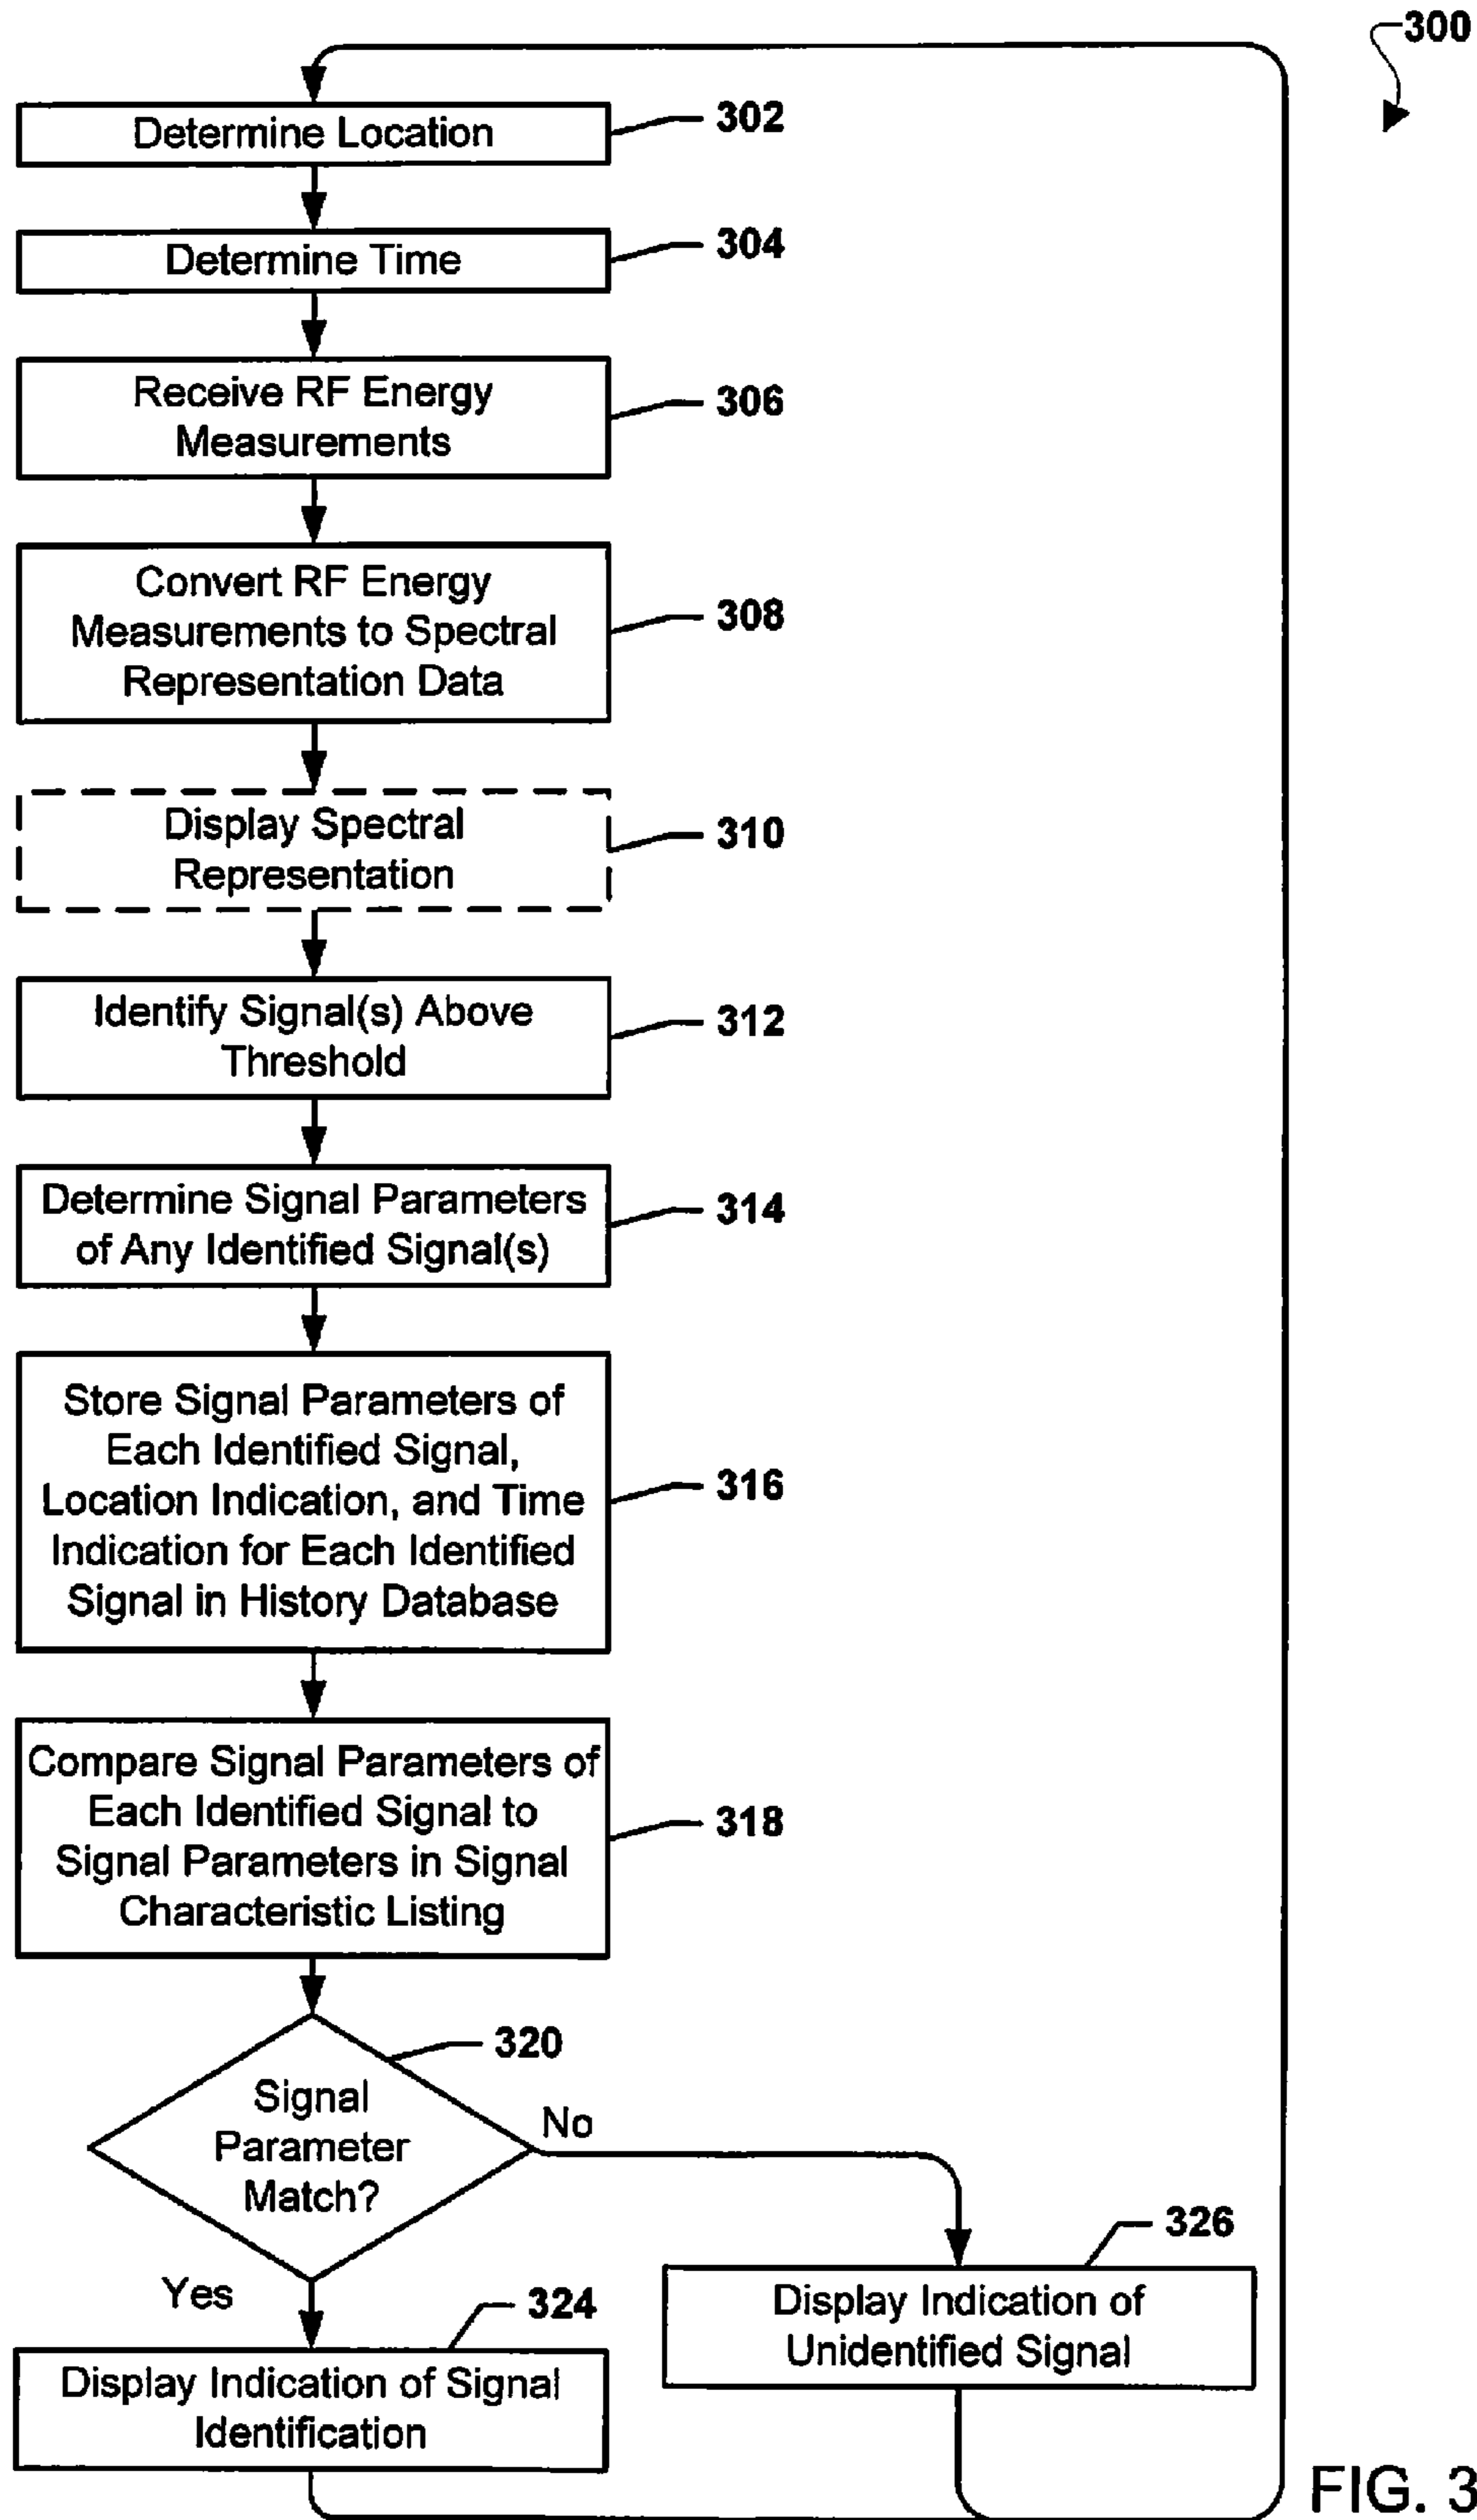 300
Determine Location
302
Determine Time
304
Receive RF Energy
Measurements
306
Convert RF Energy
Measurements to Spectral
Representation Data
308
Display Spectral
Representation
310
Identify Signal(s) Above
Threshold
312
Determine Signal Parameters
of Any Identified Signal(s)
314
Store Signal Parameters of
Each Identified Signal,
Location Indication, and Time
Indication for Each Identified
Signal in History Database
316
Compare Signal Parameters of
Each Identified Signal to
Signal Parameters in Signal
Characteristic Listing
318
320
Signal
Parameter
Match?
No
Yes
326
Display Indication of
Unidentified Signal
324
Display Indication of Signal
Identification
FIG. 3